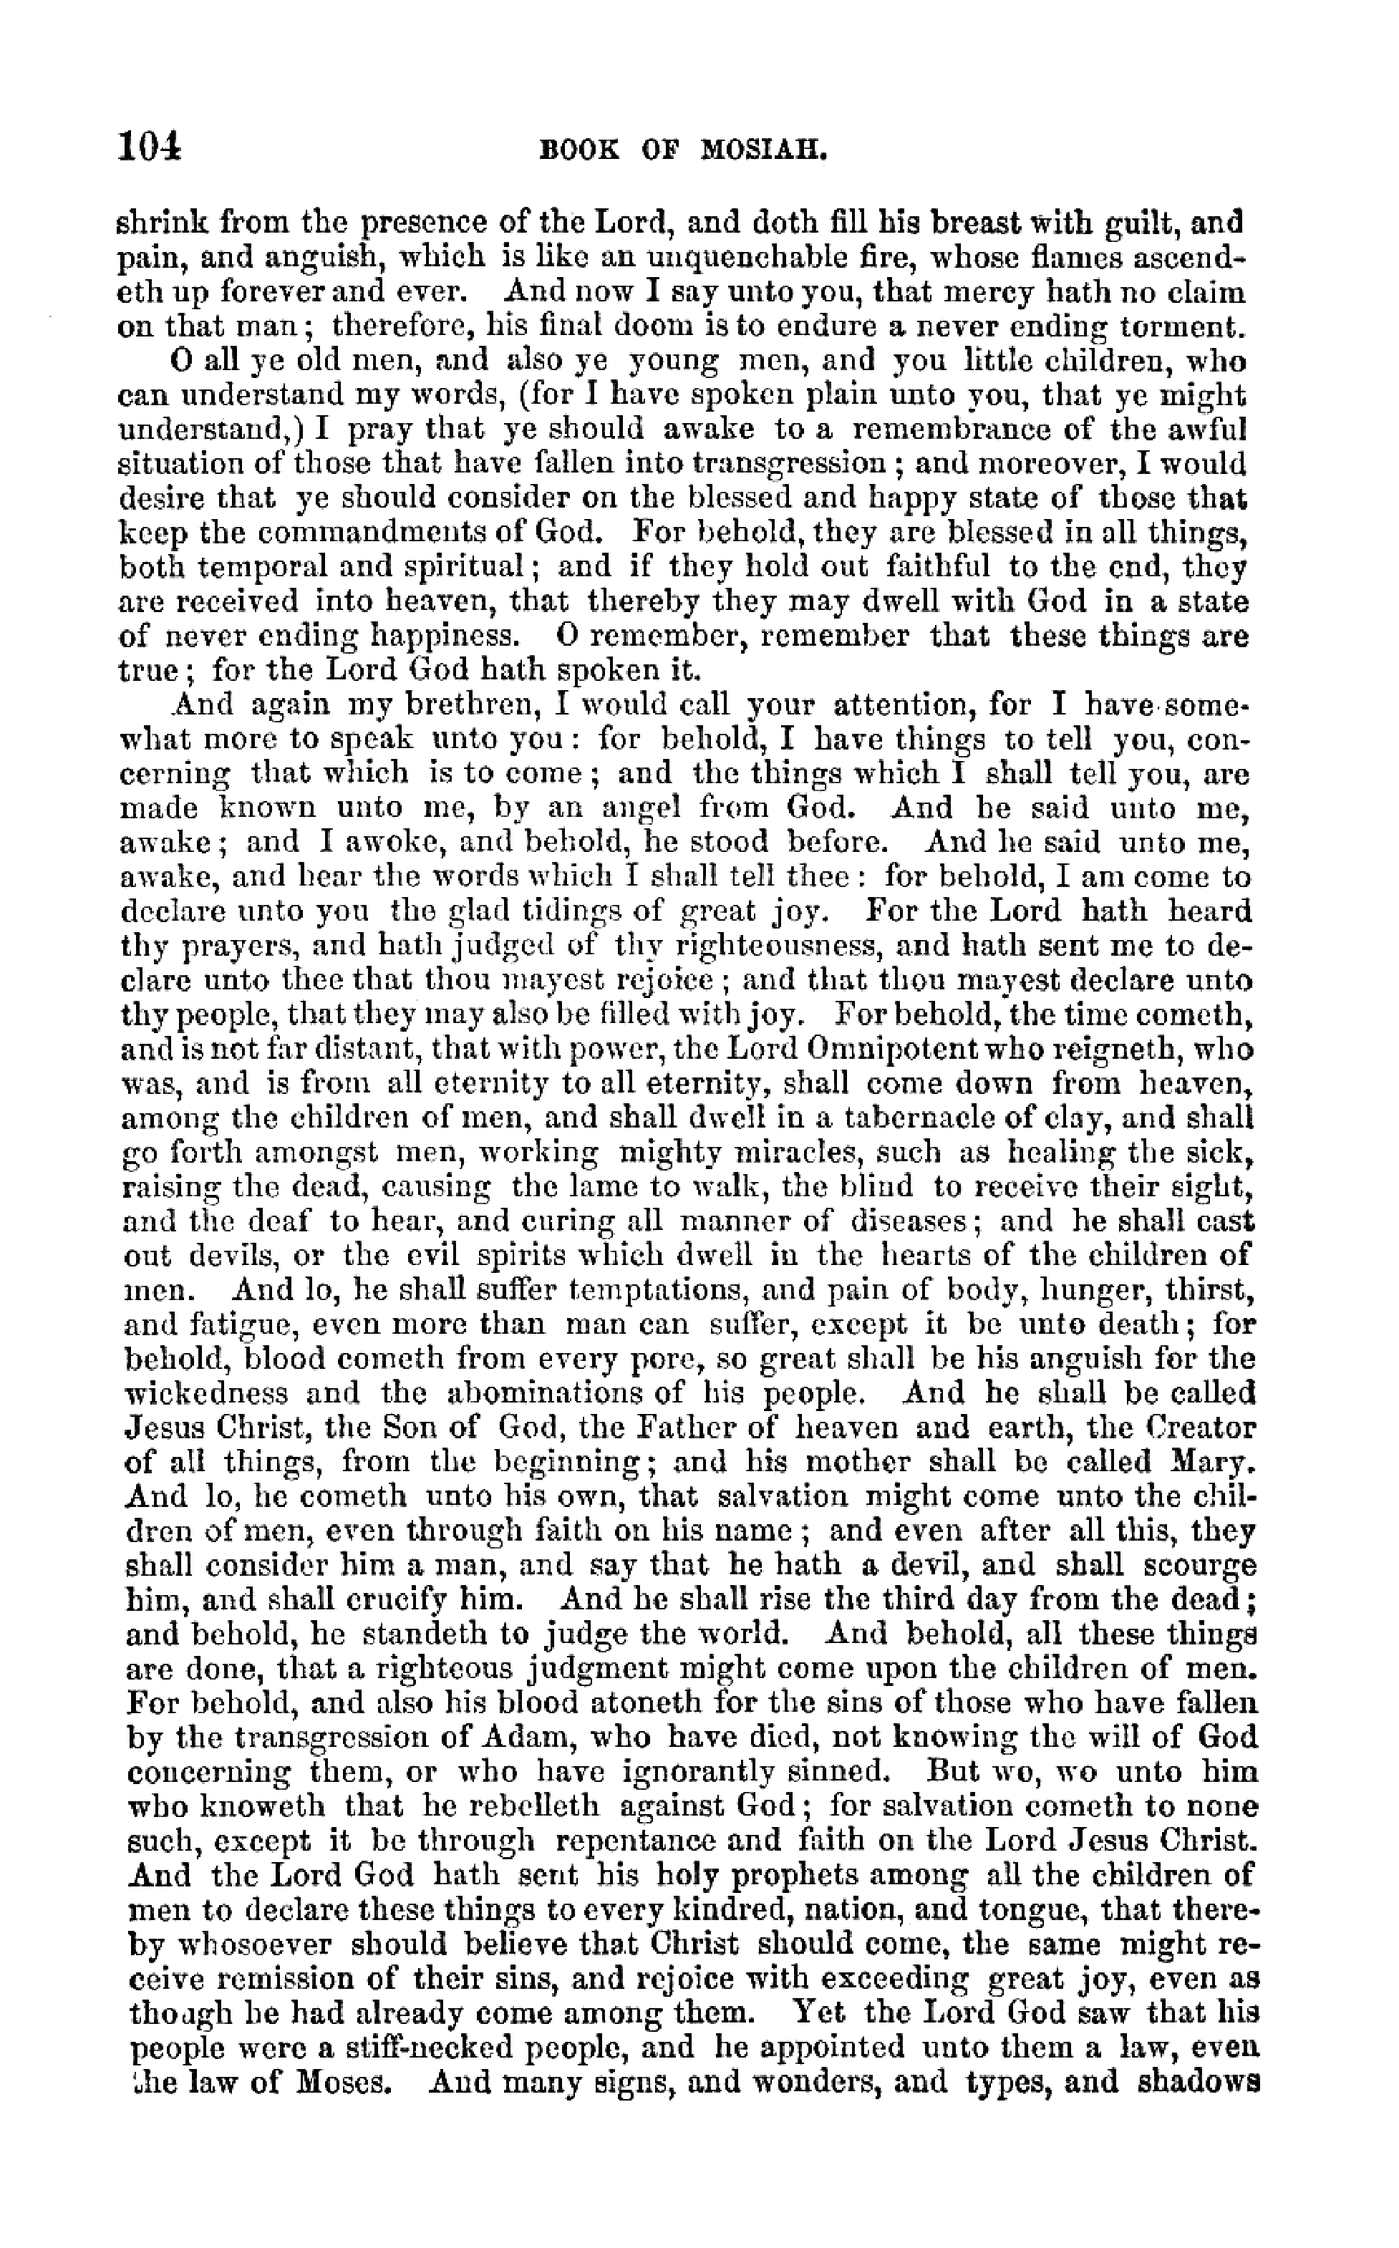 104 BOOK OF MOSIAH.
shrink from the presence of the Lord, and doth fill his breast with guilt, and
pain, and anguish, which is like an unquenchable fire, whose flames ascend-
eth up forever and ever. And now I say unto you, that mercy hath no claim
on that man; therefore, his final doom is to endure a never ending torment.
O all ye old men, and also ye young men, and you little children, who
can understand my words, (for I have spoken plain unto you, that ye might
understand,) I pray that ye should awake to a remembrance of the awful
situation of those that have fallen into transgression; and moreover, I would
desire that ye should consider on the blessed and happy state of those that
keep the commandments of God. For behold, they are blessed in all things,
both temporal and spiritual; and if they hold out faithful to the end, they
are received into heaven, that thereby they may dwell with God in a state
of never ending happiness. O remember, remember that these things are
true; for the Lord God hath spoken it.
And again my brethren, I would call your attention, for I have some-
what more to speak unto you: for behold, I have things to tell you, con-
cerning that which is to come; and the things which I shall tell you, are
made known unto me, by an angel from God. And he said unto me,
awake; and I awoke, and behold, he stood before. And he said unto me,
awake, and hear the words which I shall tell thee: for behold, I am come to
declare unto you the glad tidings of great joy. For the Lord hath heard
thy prayers, and hath judged of thy righteousness, and hath sent me to de-
clare unto thee that thou mayest rejoice; and that thou mayest declare unto
thy people, that they may also be filled with joy. For behold, the time cometh,
and is not far distant, that with power, the Lord Omnipotent who reigneth, who
was, and is from all eternity to all eternity, shall come down from heaven,
among the children of men, and shall dwell in a tabernacle of clay, and shall
go forth amongst men, working mighty miracles, such as healing the sick,
raising the dead, causing the lame to walk, the blind to receive their sight,
and the deaf to hear, and curing all manner of diseases; and he shall cast
out devils, or the evil spirits which dwell in the hearts of the children of
men. And lo, he shall suffer temptations, and pain of body, hunger, thirst,
and fatigue, even more than man can suffer, except it be unto death; for
behold, blood cometh from every pore, so great shall be his anguish for the
wickedness and the abominations of his people. And he shall be called
Jesus Christ, the Son of God, the Father of heaven and earth, the Creator
of all things, from the beginning; and his mother shall be called Mary.
And lo, he cometh unto his own, that salvation might come unto the chil-
dren of men, even through faith on his name; and even after all this, they
shall consider him a man, and say that he hath a devil, and shall scourge
him, and shall crucify him. And he shall rise the third day from the dead;
and behold, he standeth to judge the world. And behold, all these things
are done, that a righteous judgment might come upon the children of men.
For behold, and also his blood atoneth for the sins of those who have fallen
by the transgression of Adam, who have died, not knowing the will of God
concerning them, or who have ignorantly sinned. But wo, wo unto him
who knoweth that he rebelleth against God; for salvation cometh to none
such, except it be through repentance and faith on the Lord Jesus Christ.
And the Lord God hath sent his holy prophets among all the children of
men to declare these things to every kindred, nation, and tongue, that there-
by whosoever should believe that Christ should come, the same might re-
ceive remission of their sins, and rejoice with exceeding great joy, even as
though he had already come among them. Yet the Lord God saw that his
people were a stiff-necked people, and he appointed unto them a law, even
the law of Moses. And many signs, and wonders, and types, and shadows